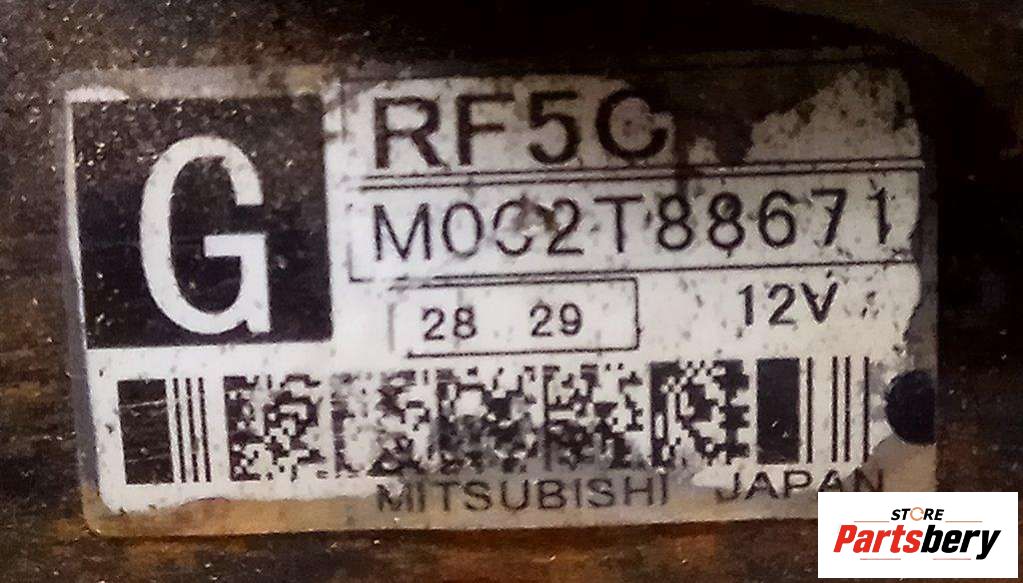 G
RF5C
M002T88671
28 29
12V
MITSUBISHI JAPAN
STORE
Partsbery